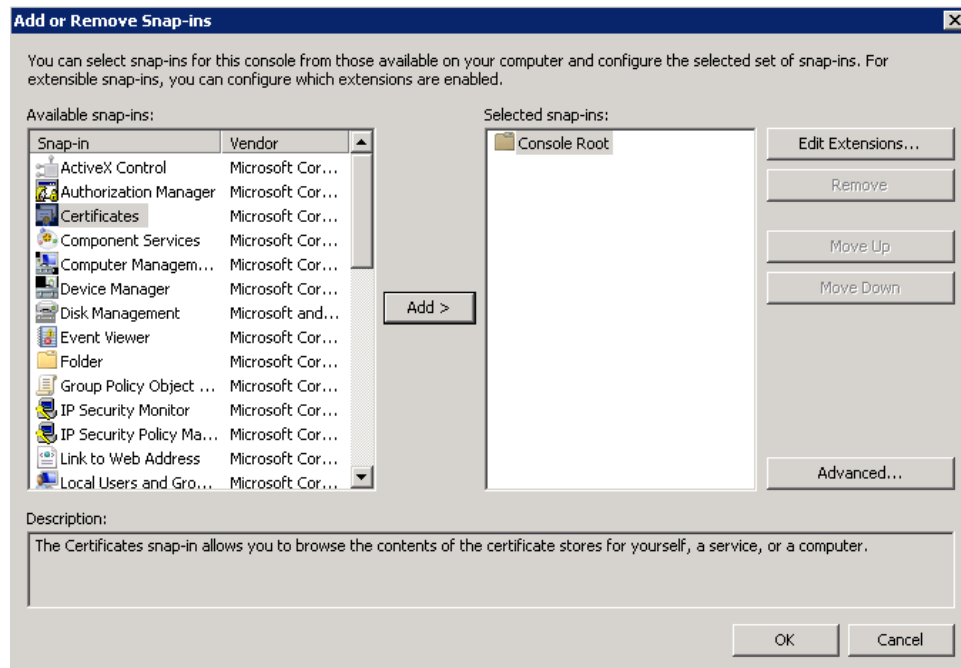 Add or Remove Snap-ins
You can select snap-ins for this console from those available on your computer and configure the selected set of snap-ins. For
extensible snap-ins, you can configure which extensions are enabled.
Available snap-ins:
Selected snap-ins:
Snap-in Vendor
ActiveX Control Microsoft Cor...
Authorization Manager Microsoft Cor...
Certificates Microsoft Cor...
Component Services Microsoft Cor...
Computer Managem... Microsoft Cor...
Device Manager Microsoft Cor...
Disk Management Microsoft and...
Event Viewer Microsoft Cor...
Folder Microsoft Cor...
Group Policy Object ... Microsoft Cor...
IP Security Monitor Microsoft Cor...
IP Security Policy Ma... Microsoft Cor...
Link to Web Address Microsoft Cor...
Local Users and Gro... Microsoft Cor...
Add >
Console Root
Edit Extensions...
Remove
Move Up
Move Down
Advanced...
Description:
The Certificates snap-in allows you to browse the contents of the certificate stores for yourself, a service, or a computer.
OK
Cancel